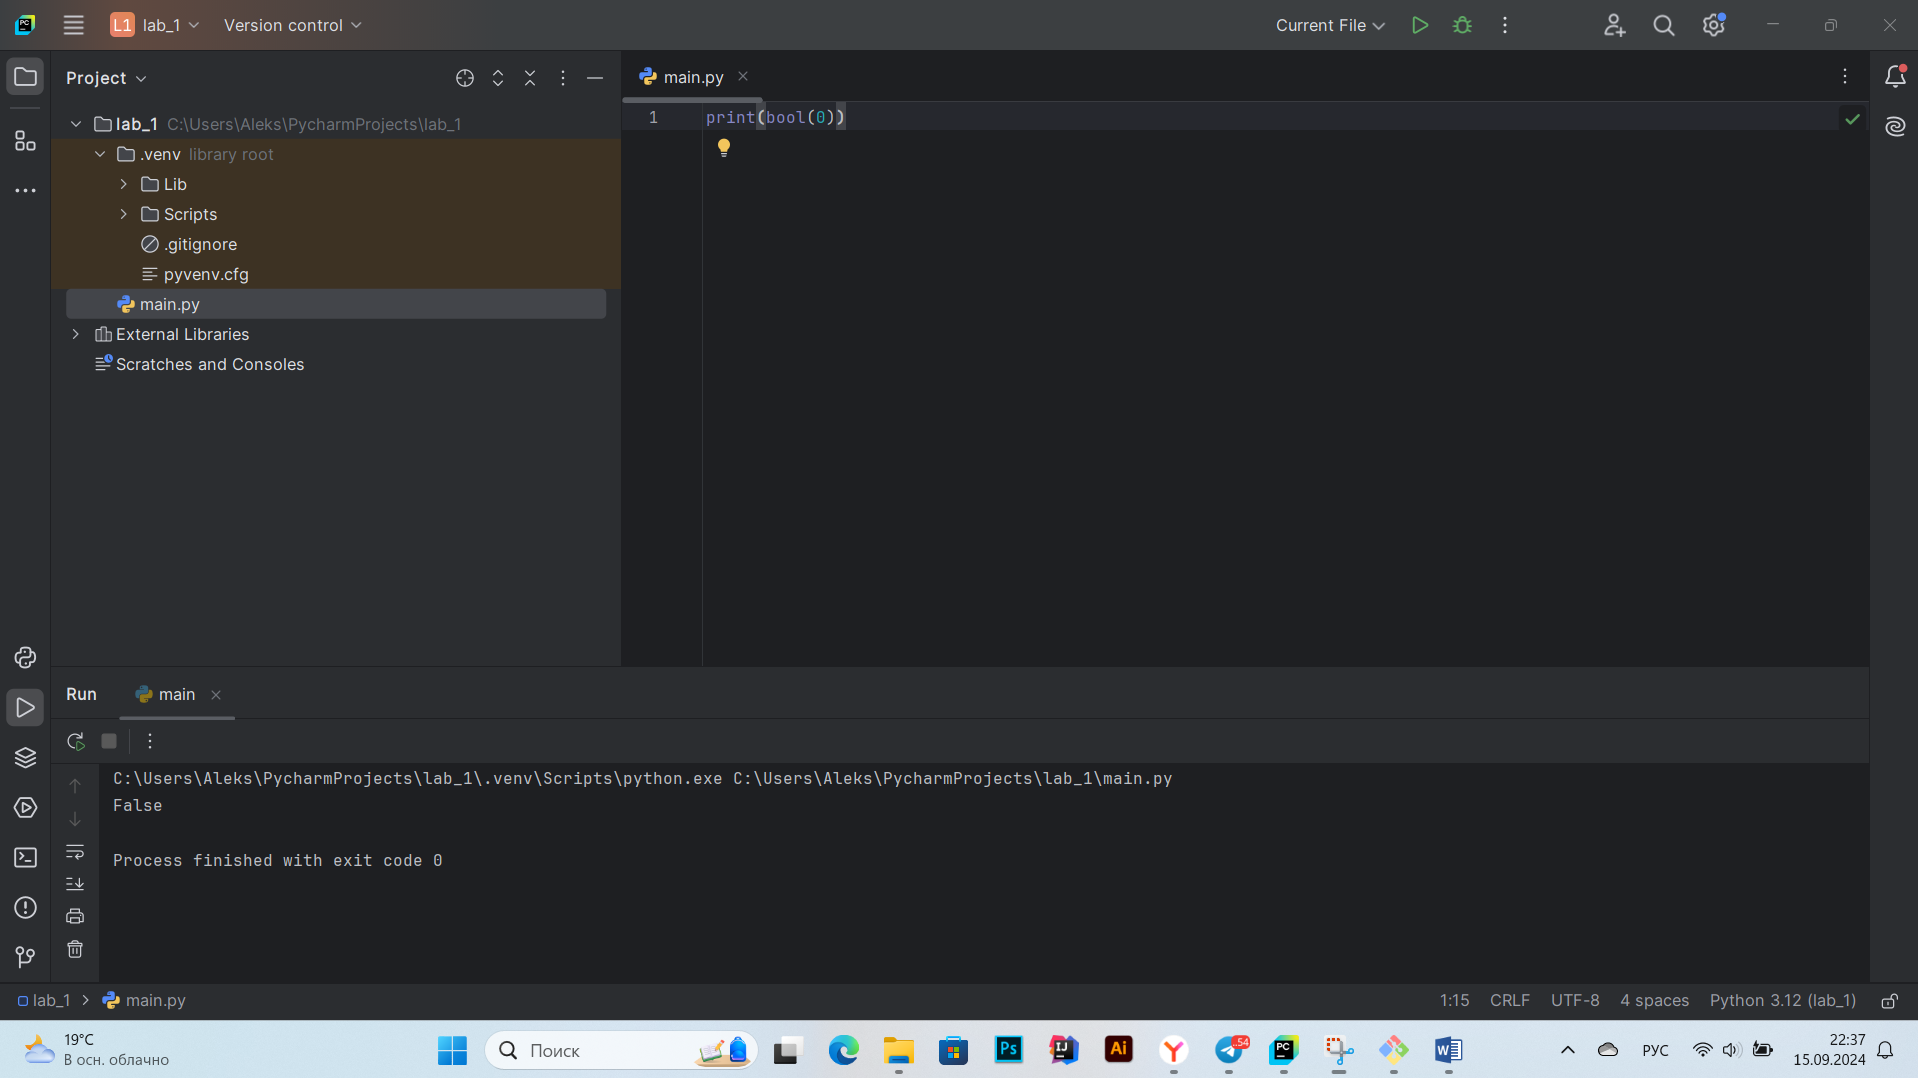 L1 lab_1 Version control Current File
Project
main.py
lab_1 C:\Users\Aleks\PycharmProjects\lab_1
.venv library root
Lib
Scripts
.gitignore
pyvenv.cfg
main.py
External Libraries
Scratches and Consoles
1 print(bool(0))
Run main
C:\Users\Aleks\PycharmProjects\lab_1\.venv\Scripts\python.exe C:\Users\Aleks\PycharmProjects\lab_1\main.py
False
Process finished with exit code 0
lab_1 main.py
1:15 CRLF UTF-8 4 spaces Python 3.12 (lab_1)
19°C
В осн. облачно
Поиск
Ps
IJ
Ai
54
PC
W
РУС
22:37
15.09.2024